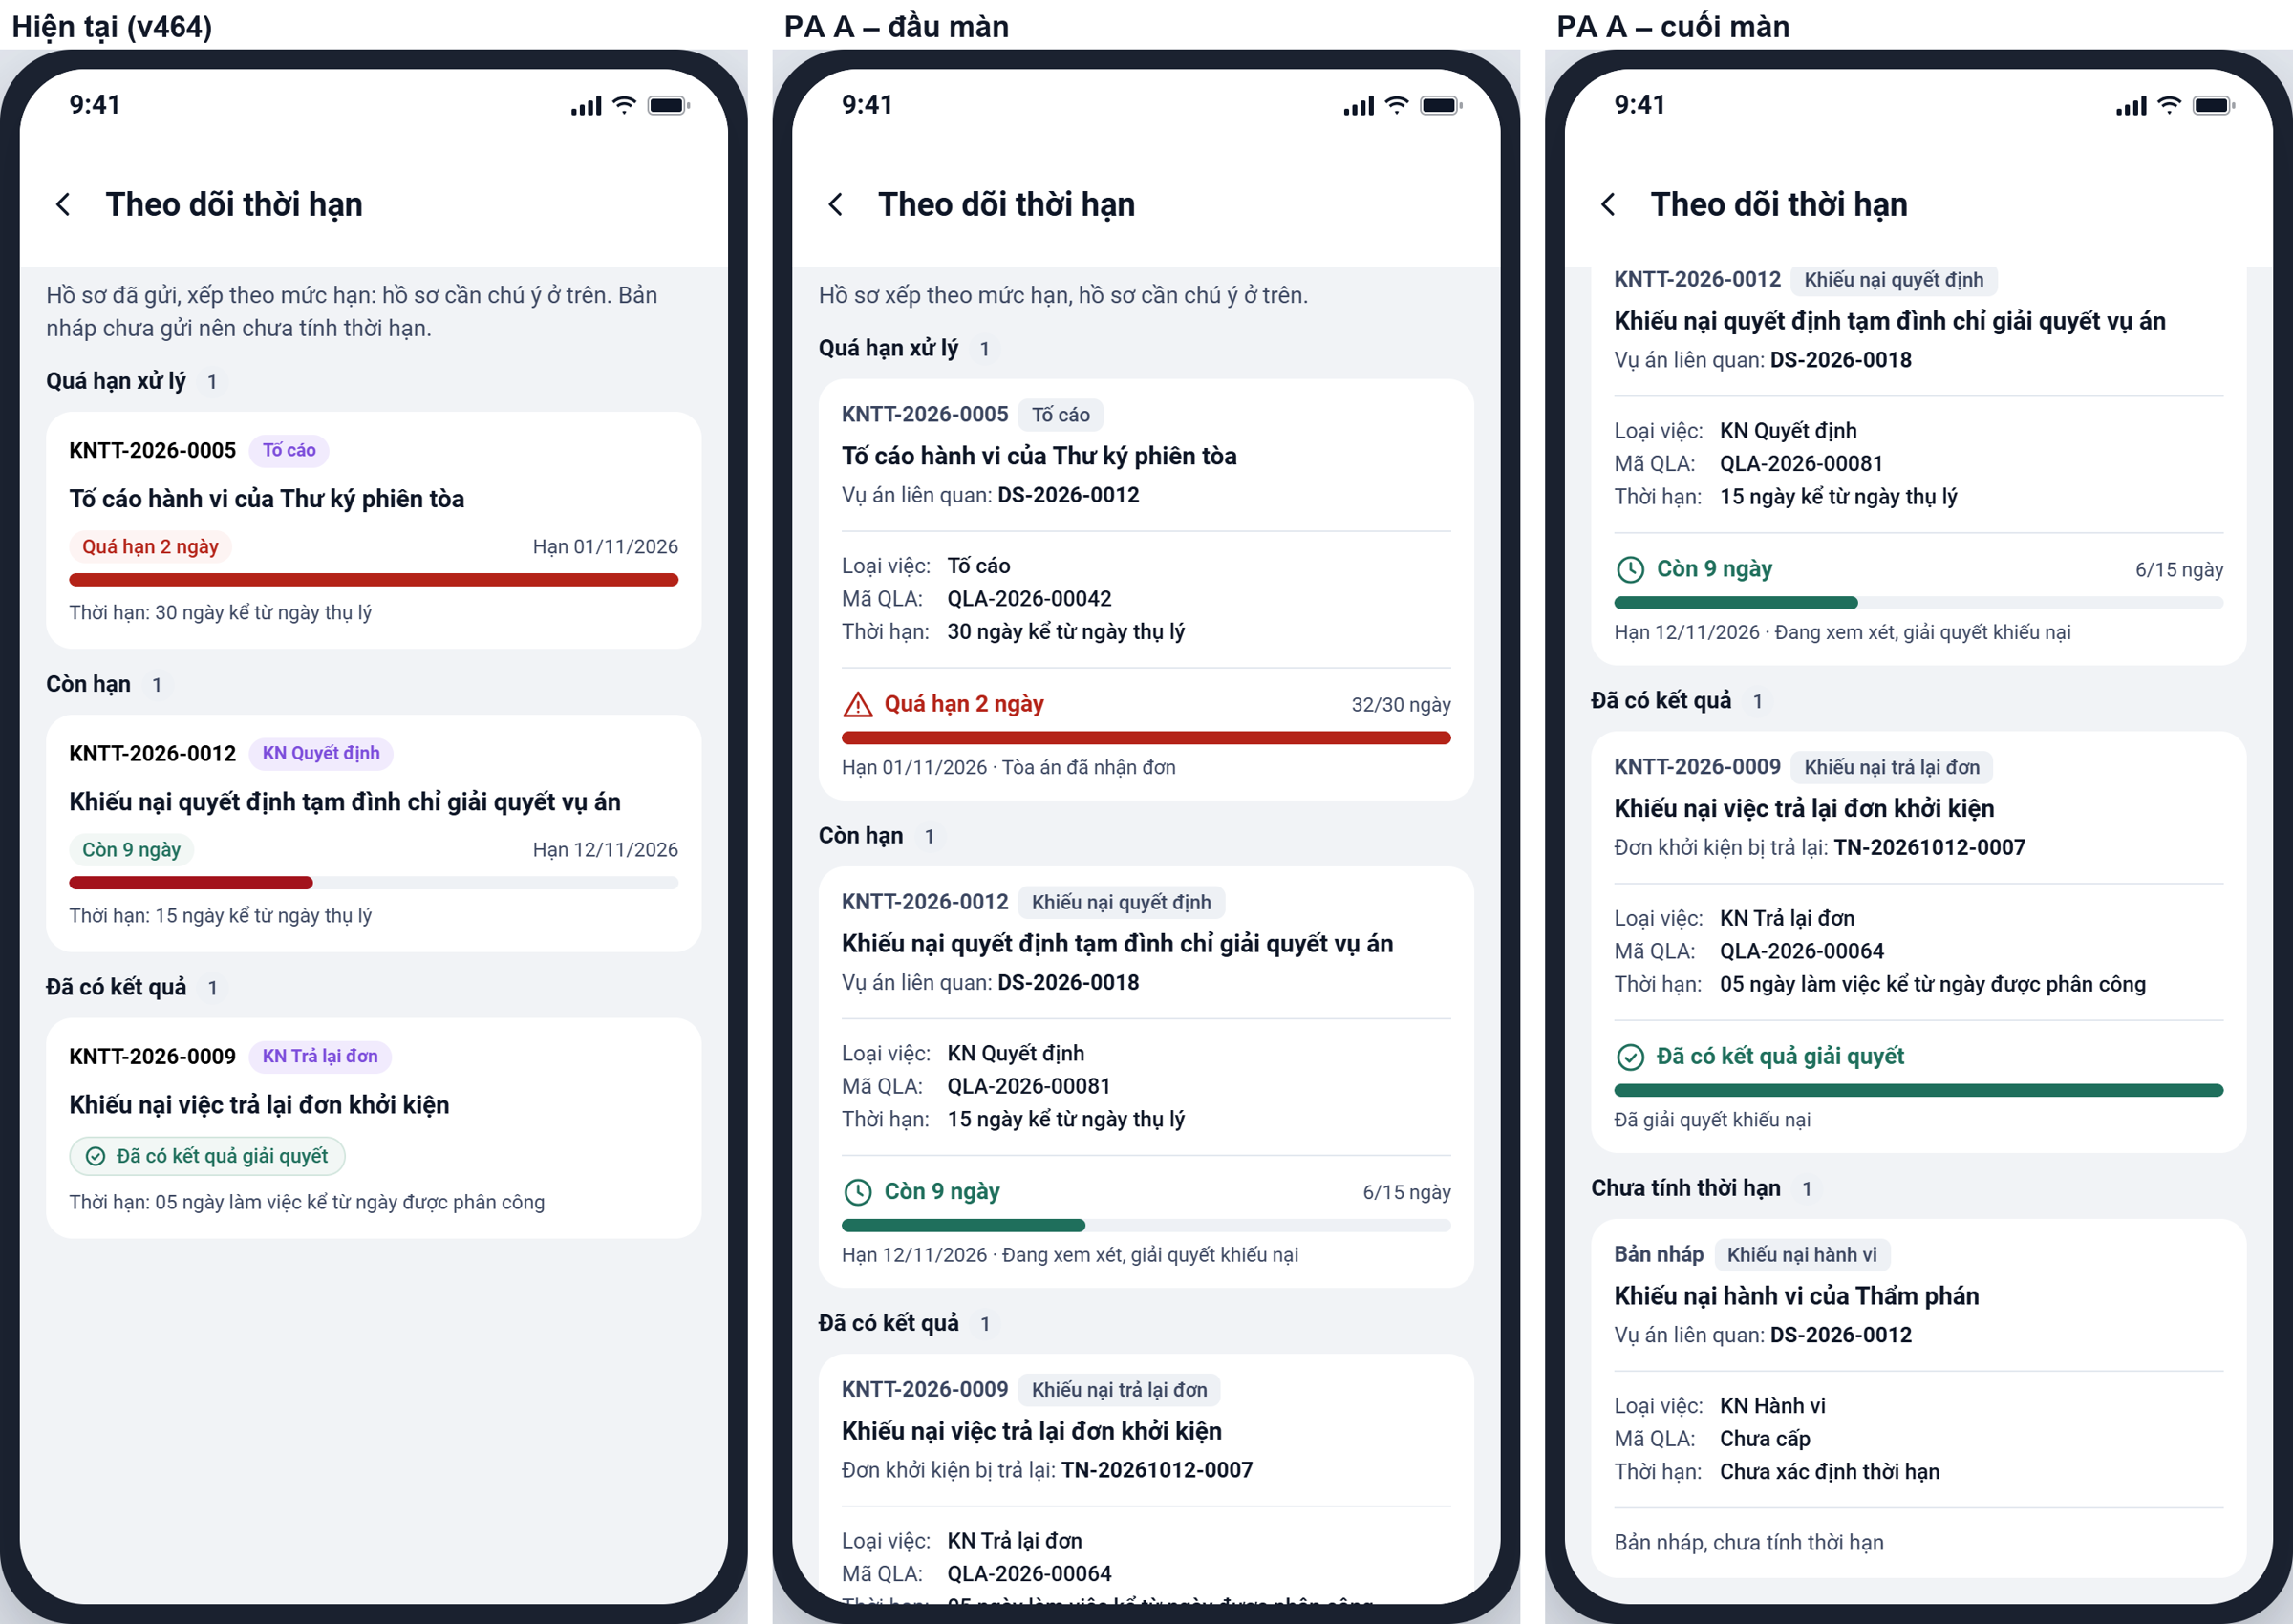 Hiện tại (v464)
9:41
Theo dõi thời hạn
Hồ sơ đã gửi, xếp theo mức hạn: hồ sơ cần chú ý ở trên. Bản
nháp chưa gửi nên chưa tính thời hạn.
Quá hạn xử lý 1
KNTT-2026-0005 Tố cáo
Tố cáo hành vi của Thư ký phiên tòa
Quá hạn 2 ngày Hạn 01/11/2026
Thời hạn: 30 ngày kể từ ngày thụ lý
Còn hạn 1
KNTT-2026-0012 KN Quyết định
Khiếu nại quyết định tạm đình chỉ giải quyết vụ án
Còn 9 ngày Hạn 12/11/2026
Thời hạn: 15 ngày kể từ ngày thụ lý
Đã có kết quả 1
KNTT-2026-0009 KN Trả lại đơn
Khiếu nại việc trả lại đơn khởi kiện
Đã có kết quả giải quyết
Thời hạn: 05 ngày làm việc kể từ ngày được phân công
PA A – đầu màn
9:41
Theo dõi thời hạn
Hồ sơ xếp theo mức hạn, hồ sơ cần chú ý ở trên.
Quá hạn xử lý 1
KNTT-2026-0005 Tố cáo
Tố cáo hành vi của Thư ký phiên tòa
Vụ án liên quan: DS-2026-0012
Loại việc: Tố cáo
Mã QLA: QLA-2026-00042
Thời hạn: 30 ngày kể từ ngày thụ lý
Quá hạn 2 ngày 32/30 ngày
Hạn 01/11/2026 · Tòa án đã nhận đơn
Còn hạn 1
KNTT-2026-0012 Khiếu nại quyết định
Khiếu nại quyết định tạm đình chỉ giải quyết vụ án
Vụ án liên quan: DS-2026-0018
Loại việc: KN Quyết định
Mã QLA: QLA-2026-00081
Thời hạn: 15 ngày kể từ ngày thụ lý
Còn 9 ngày 6/15 ngày
Hạn 12/11/2026 · Đang xem xét, giải quyết khiếu nại
Đã có kết quả 1
KNTT-2026-0009 Khiếu nại trả lại đơn
Khiếu nại việc trả lại đơn khởi kiện
Đơn khởi kiện bị trả lại: TN-20261012-0007
Loại việc: KN Trả lại đơn
Mã QLA: QLA-2026-00064
Thời hạn: 05 ngày làm việc kể từ ngày được phân công
PA A – cuối màn
9:41
Theo dõi thời hạn
KNTT-2026-0012 Khiếu nại quyết định
Khiếu nại quyết định tạm đình chỉ giải quyết vụ án
Vụ án liên quan: DS-2026-0018
Loại việc: KN Quyết định
Mã QLA: QLA-2026-00081
Thời hạn: 15 ngày kể từ ngày thụ lý
Còn 9 ngày 6/15 ngày
Hạn 12/11/2026 · Đang xem xét, giải quyết khiếu nại
Đã có kết quả 1
KNTT-2026-0009 Khiếu nại trả lại đơn
Khiếu nại việc trả lại đơn khởi kiện
Đơn khởi kiện bị trả lại: TN-20261012-0007
Loại việc: KN Trả lại đơn
Mã QLA: QLA-2026-00064
Thời hạn: 05 ngày làm việc kể từ ngày được phân công
Đã có kết quả giải quyết
Đã giải quyết khiếu nại
Chưa tính thời hạn 1
Bản nháp Khiếu nại hành vi
Khiếu nại hành vi của Thẩm phán
Vụ án liên quan: DS-2026-0012
Loại việc: KN Hành vi
Mã QLA: Chưa cấp
Thời hạn: Chưa xác định thời hạn
Bản nháp, chưa tính thời hạn